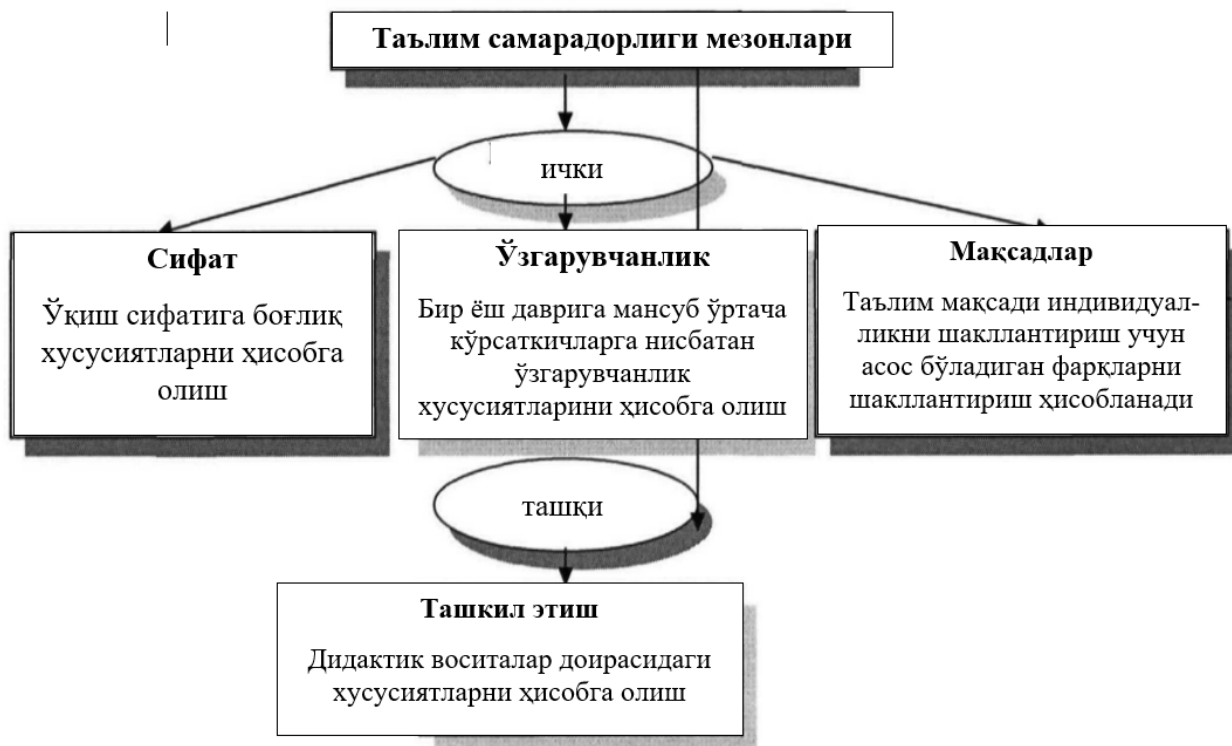 Таълим самарадорлиги мезонлари
ички
Сифат
Ўқиш сифатига боғлиқ
хусусиятларни ҳисобга
олиш
Ўзгарувчанлик
Бир ёш даврига мансуб ўртача
кўрсаткичларга нисбатан
ўзгарувчанлик
хусусиятларини ҳисобга олиш
Мақсадлар
Таълим мақсади индивидуал-
ликни шакллантириш учун
асос бўладиган фарқларни
шакллантириш ҳисобланади
ташқи
Ташкил этиш
Дидактик воситалар доирасидаги
хусусиятларни ҳисобга олиш